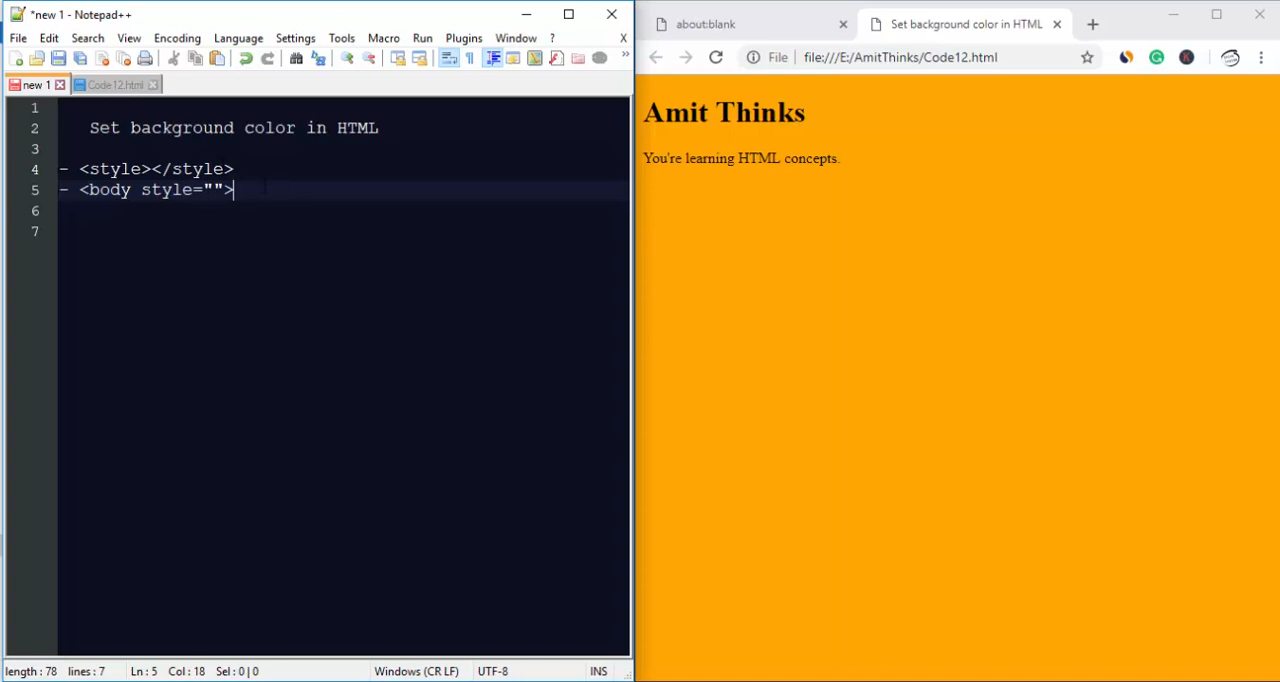 *new 1 - Notepad++
File Edit Search View Encoding Language Settings Tools Macro Run Plugins Window ? X
new 1 Code12.html
1
2 Set background color in HTML
3
4 - <style></style>
5 - <body style="">
6
7
length : 78 lines : 7 Ln : 5 Col : 18 Sel : 0 | 0 Windows (CR LF) UTF-8 INS
about:blank Set background color in HTML
File file:///E:/AmitThinks/Code12.html
Amit Thinks
You're learning HTML concepts.